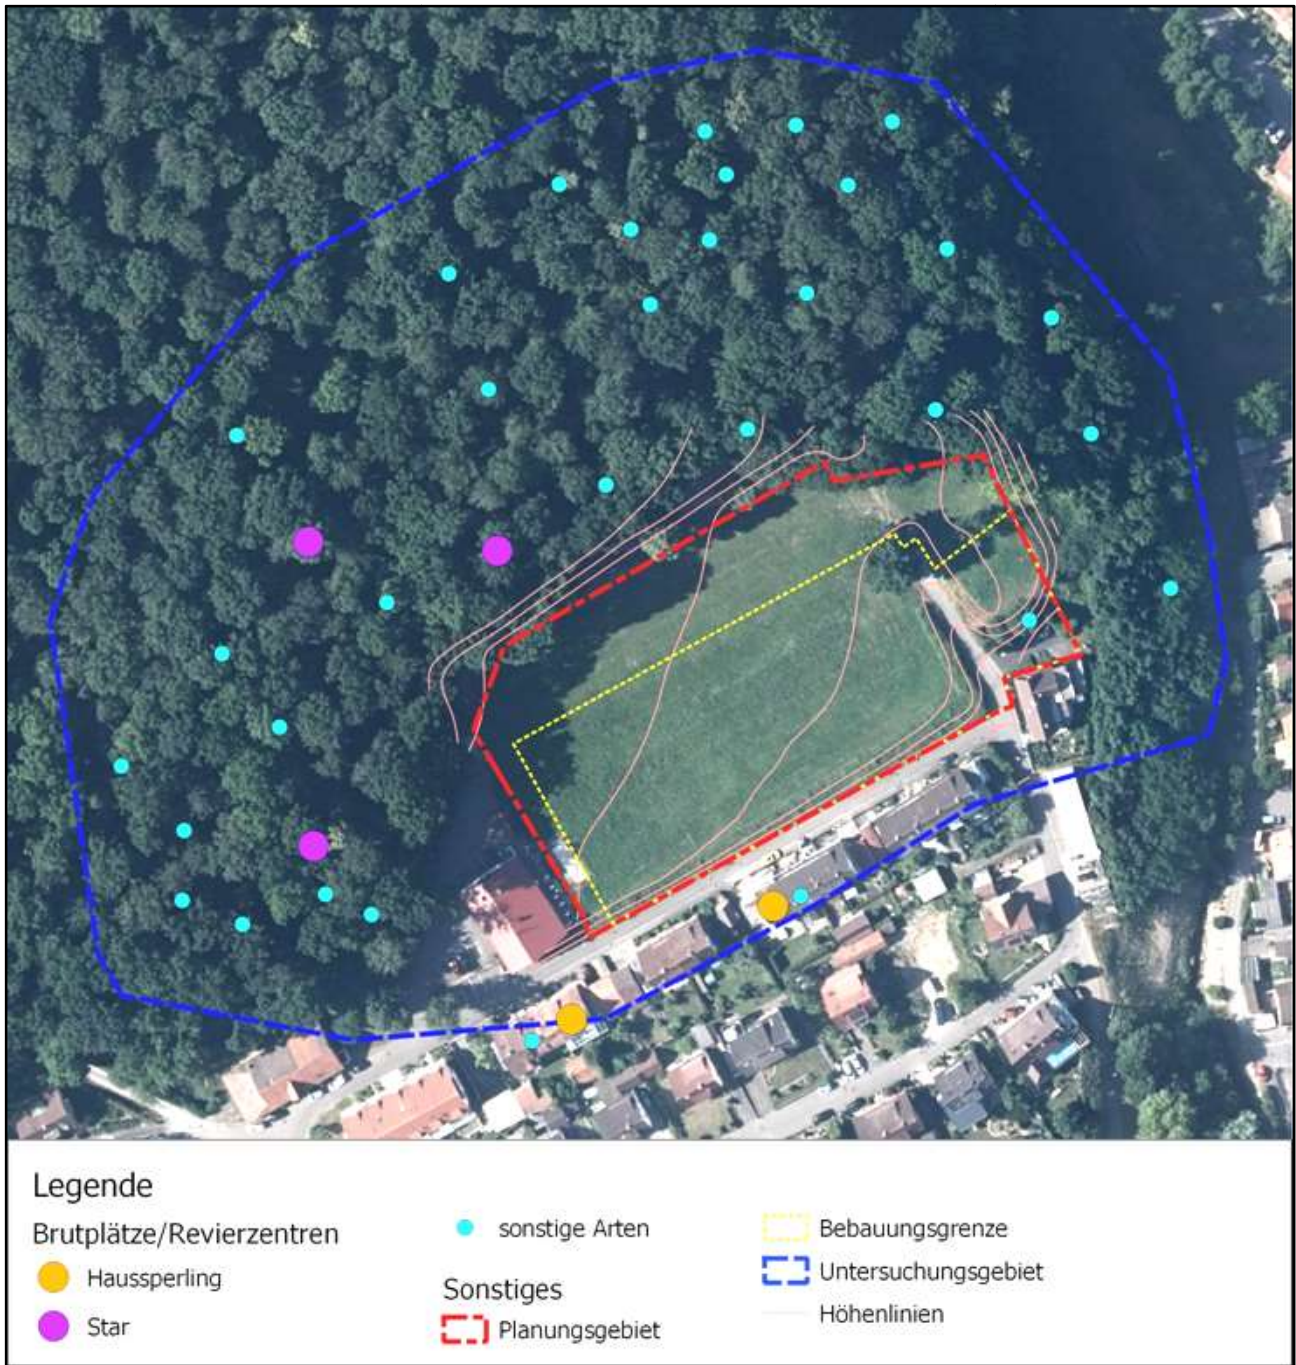 Legende
Brutplätze/Revierzentren
Haussperling
Star
sonstige Arten
Sonstiges
Planungsgebiet
Bebauungsgrenze
Untersuchungsgebiet
Höhenlinien